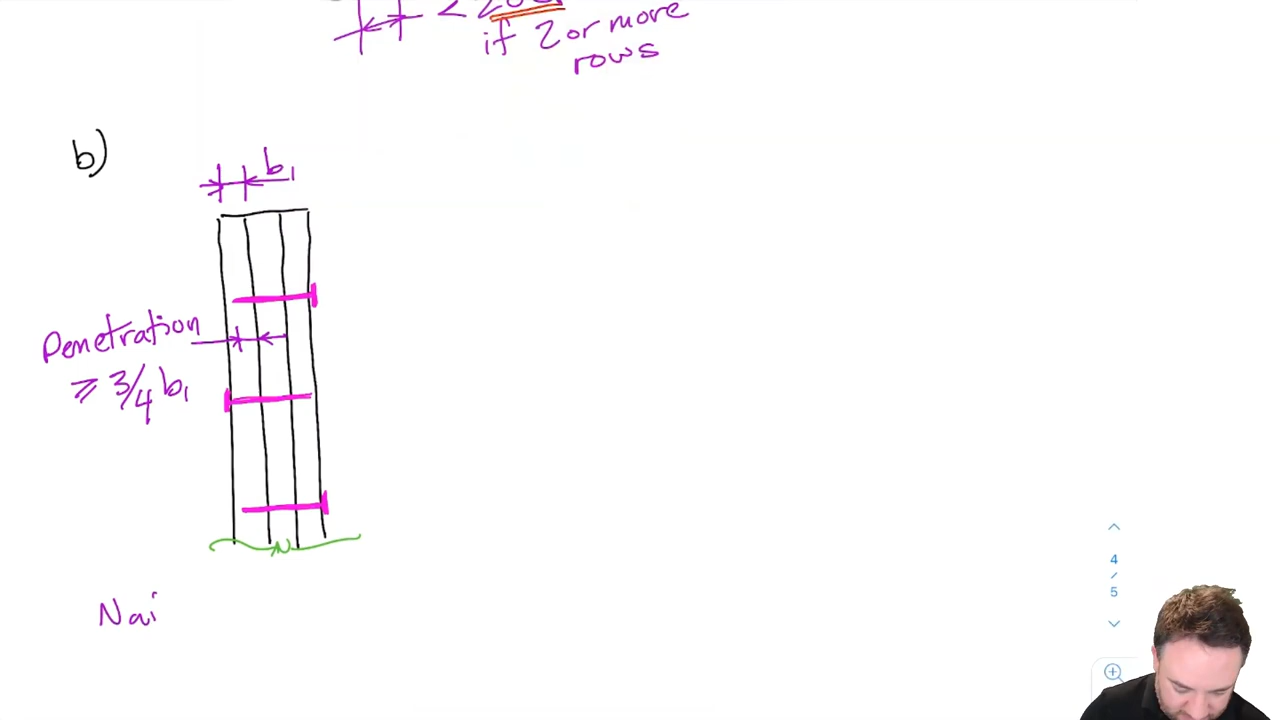 if 2 or more
rows
b)
b₁
Penetration
≥ 3/4 b₁
Nai
4
/
5